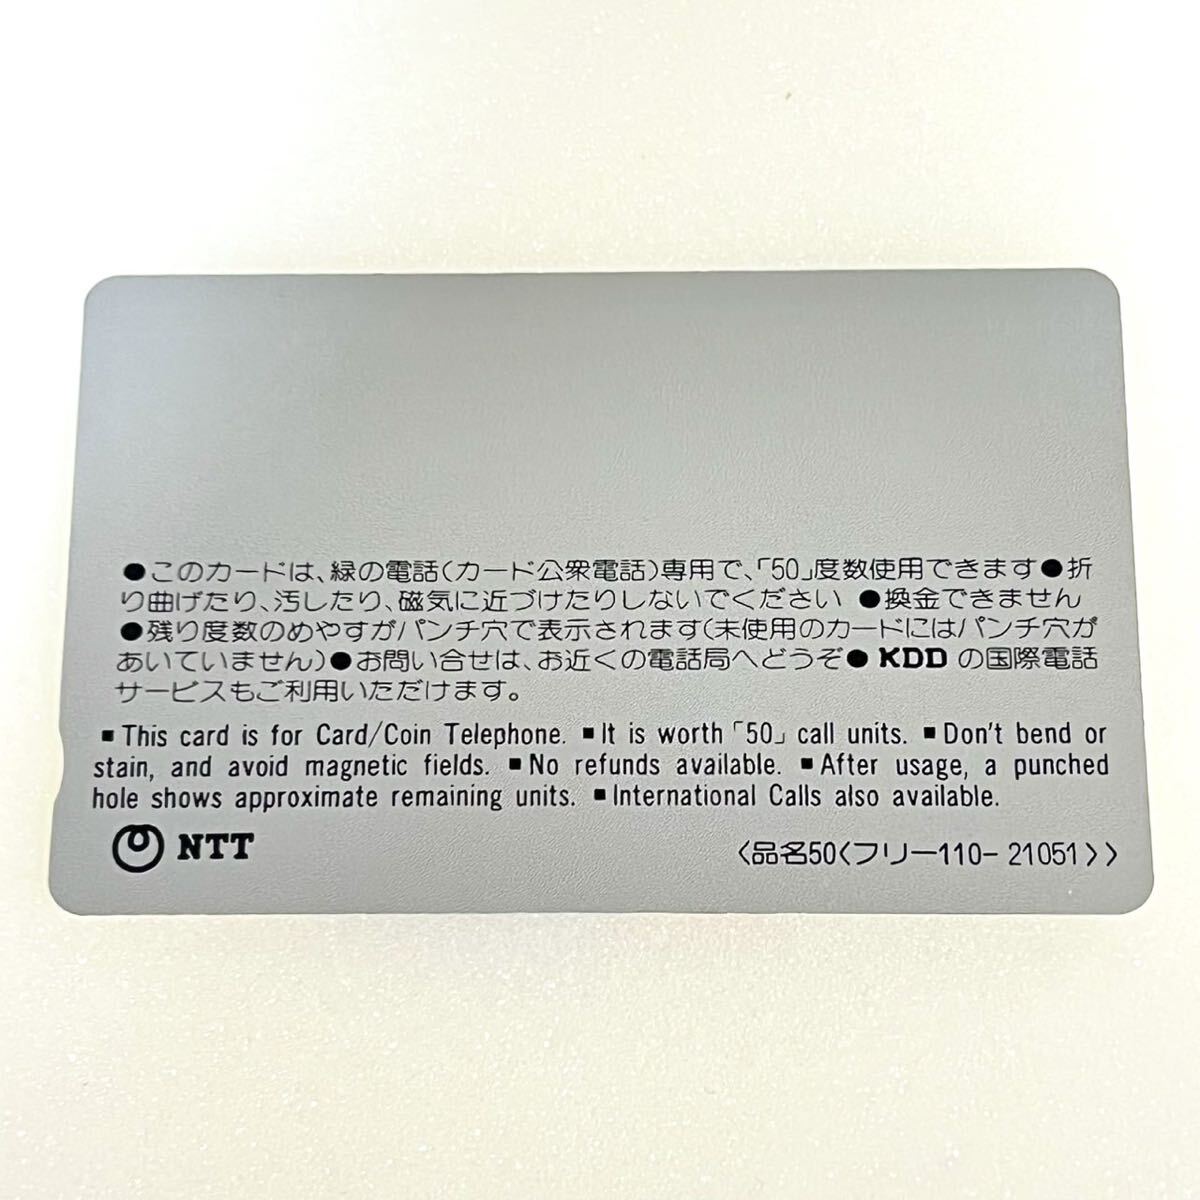 ●このカードは、緑の電話(カード公衆電話)専用で、「50」度数使用できます●折
り曲げたり、汚したり、磁気に近づけたりしないでください ●換金できません
●残り度数のめやすがパンチ穴で表示されます(未使用のカードにはパンチ穴が
あいていません)●お問い合せは、お近くの電話局へどうぞ● KDD の国際電話
サービスもご利用いただけます。
■This card is for Card/Coin Telephone. ■It is worth「50」call units. ■Don't bend or
stain, and avoid magnetic fields. ■No refunds available. ■After usage, a punched
hole shows approximate remaining units. ■International Calls also available.
NTT
〈品名50〈フリー110-21051〉〉